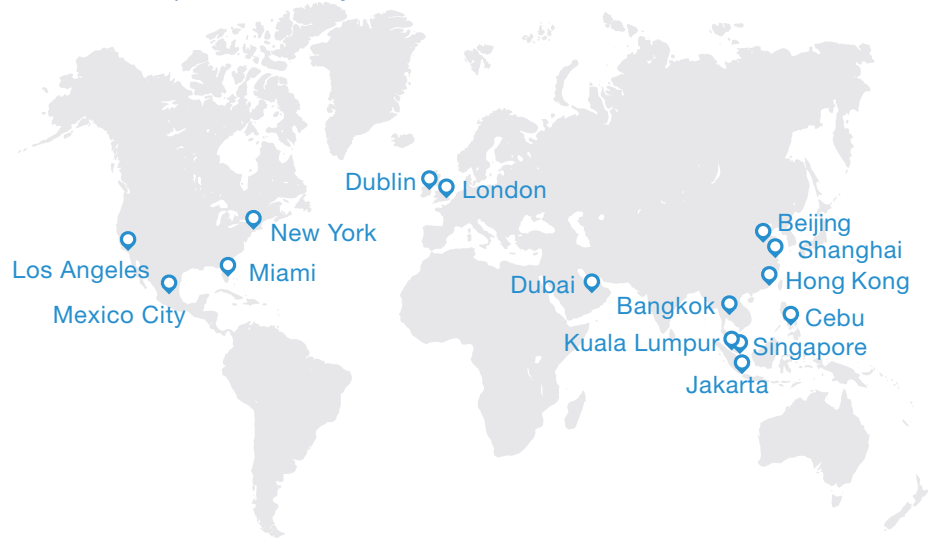 Dublin
London
New York
Beijing
Shanghai
Los Angeles
Miami
Dubai
Hong Kong
Mexico City
Bangkok
Cebu
Kuala Lumpur
Singapore
Jakarta